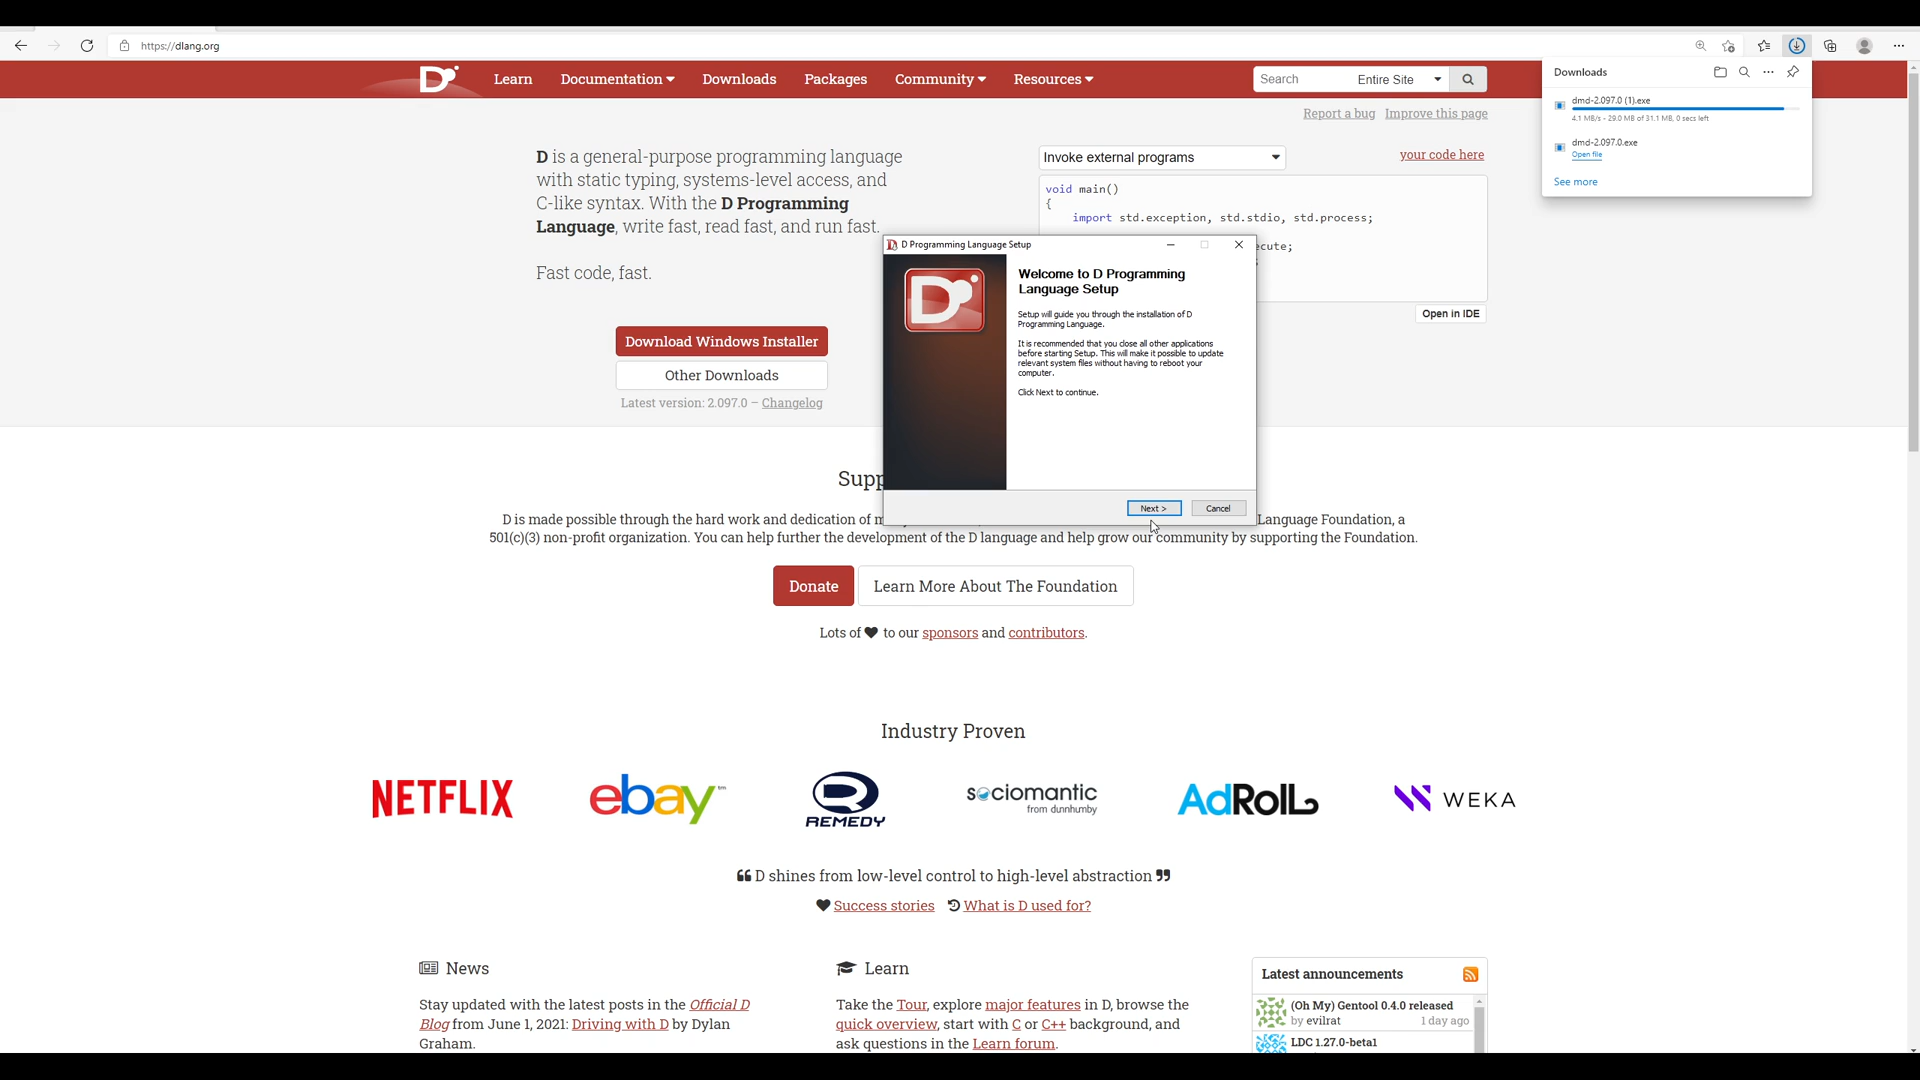 https://dlang.org
Learn
Documentation
Downloads
Packages
Community
Resources
Search
Entire Site
Downloads
dmd-2.097.0 (1).exe
4.1 MB/s - 29.0 MB of 31.1 MB, 0 secs left
dmd-2.097.0.exe
Open file
See more
Report a bug
Improve this page
D is a general-purpose programming language
with static typing, systems-level access, and
C-like syntax. With the D Programming
Language, write fast, read fast, and run fast.
Fast code, fast.
Download Windows Installer
Other Downloads
Latest version: 2.097.0 – Changelog
Invoke external programs
your code here
void main()
{
import std.exception, std.stdio, std.process;
ecute;
;
Open in IDE
D Programming Language Setup
Welcome to D Programming
Language Setup
Setup will guide you through the installation of D
Programming Language.
It is recommended that you close all other applications
before starting Setup. This will make it possible to update
relevant system files without having to reboot your
computer.
Click Next to continue.
Next >
Cancel
Supp
D is made possible through the hard work and dedication of m Language Foundation, a
501(c)(3) non-profit organization. You can help further the development of the D language and help grow our community by supporting the Foundation.
Donate
Learn More About The Foundation
Lots of ♥ to our sponsors and contributors.
Industry Proven
NETFLIX
ebay™
REMEDY
sociomantic
from dunnhumby
AdRoll
WEKA
❝ D shines from low-level control to high-level abstraction ❞
Success stories
What is D used for?
News
Stay updated with the latest posts in the Official D
Blog from June 1, 2021: Driving with D by Dylan
Graham.
Learn
Take the Tour, explore major features in D, browse the
quick overview, start with C or C++ background, and
ask questions in the Learn forum.
Latest announcements
(Oh My) Gentool 0.4.0 released
by evilrat 1 day ago
LDC 1.27.0-beta1